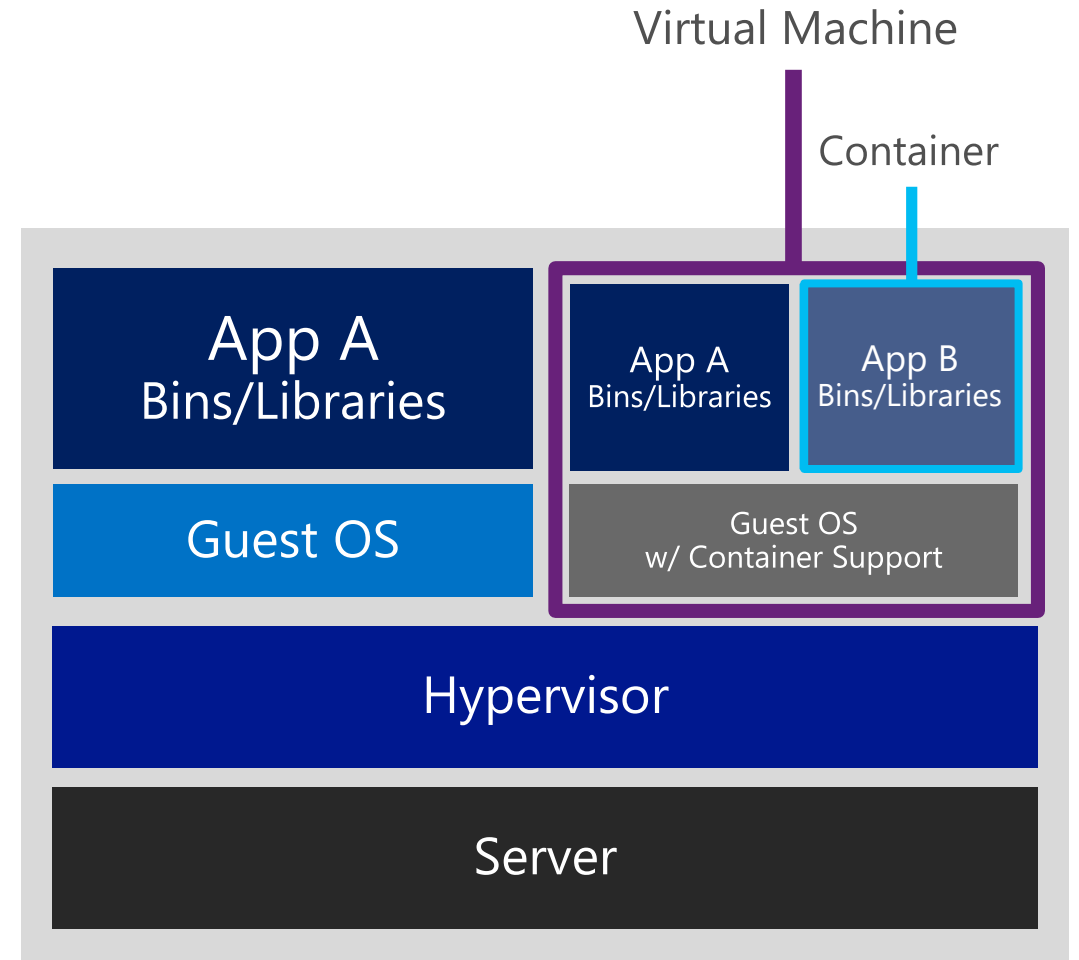 Virtual Machine
Container
App A
Bins/Libraries
App A
Bins/Libraries
App B
Bins/Libraries
Guest OS
Guest OS
w/ Container Support
Hypervisor
Server